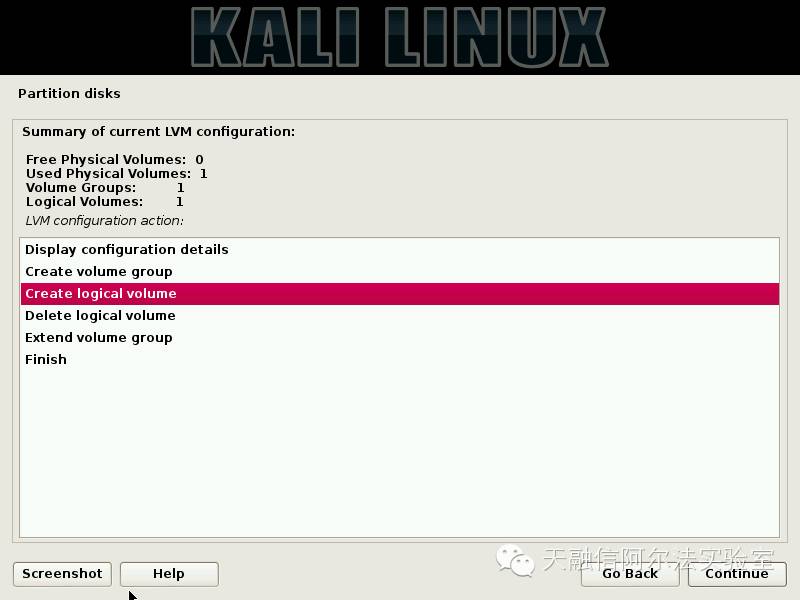 KALI LINUX
Partition disks
Summary of current LVM configuration:
Free Physical Volumes: 0
Used Physical Volumes: 1
Volume Groups: 1
Logical Volumes: 1
LVM configuration action:
Display configuration details
Create volume group
Create logical volume
Delete logical volume
Extend volume group
Finish
天融信阿尔法实验室
Screenshot Help Go Back Continue